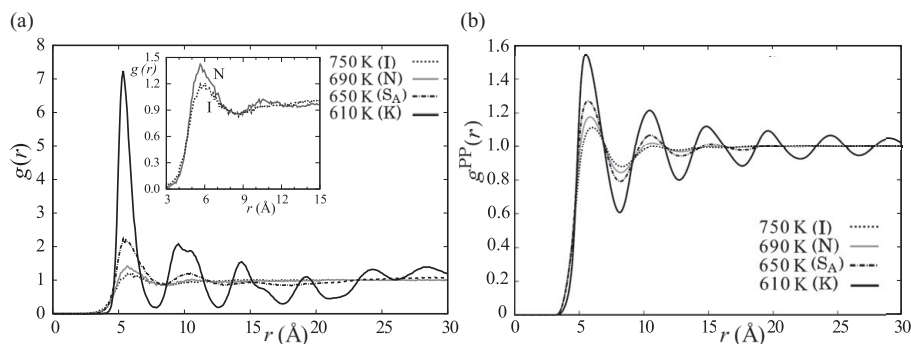 (a)
8
7
6
5
4
3
2
1
0
g(r)
0 5 10 15 20 25 30
r (Å)
1.5
1.2
0.9
0.6
0.3
0.0
g (r)
N
I
3 6 9 12 15
r (Å)
750 K (I)
690 K (N)
650 K (S_A)
610 K (K)
(b)
1.6
1.4
1.2
1.0
0.8
0.6
0.4
0.2
0
g^PP(r)
0 5 10 15 20 25 30
r (Å)
750 K (I)
690 K (N)
650 K (S_A)
610 K (K)